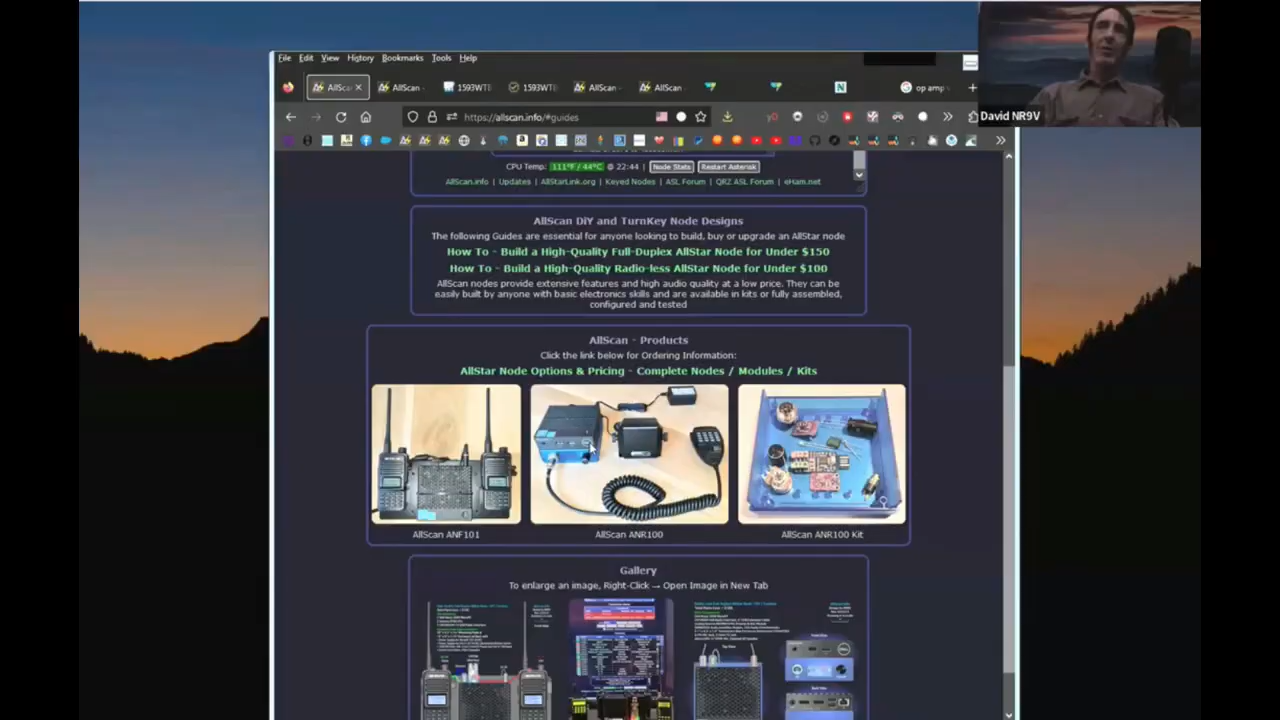 David NR9V
File Edit View History Bookmarks Tools Help
AllSca
AllScan
1593WTB
1593WTB
AllScan
AllScan
op amp
https://allscan.info/#guides
CPU Temp: 111°F / 44°C @ 22:44 Node Stats Restart Asterisk
AllScan.info | Updates | AllStarLink.org | Keyed Nodes | ASL Forum | QRZ ASL Forum | eHam.net
AllScan DiY and TurnKey Node Designs
The following Guides are essential for anyone looking to build, buy or upgrade an AllStar node
How To - Build a High-Quality Full-Duplex AllStar Node for Under $150
How To - Build a High-Quality Radio-less AllStar Node for Under $100
AllScan nodes provide extensive features and high audio quality at a low price. They can be
easily built by anyone with basic electronics skills and are available in kits or fully assembled,
configured and tested
AllScan - Products
Click the link below for Ordering Information:
AllStar Node Options & Pricing - Complete Nodes / Modules / Kits
AllScan ANF101
AllScan ANR100
AllScan ANR100 Kit
Gallery
To enlarge an image, Right-Click → Open Image in New Tab